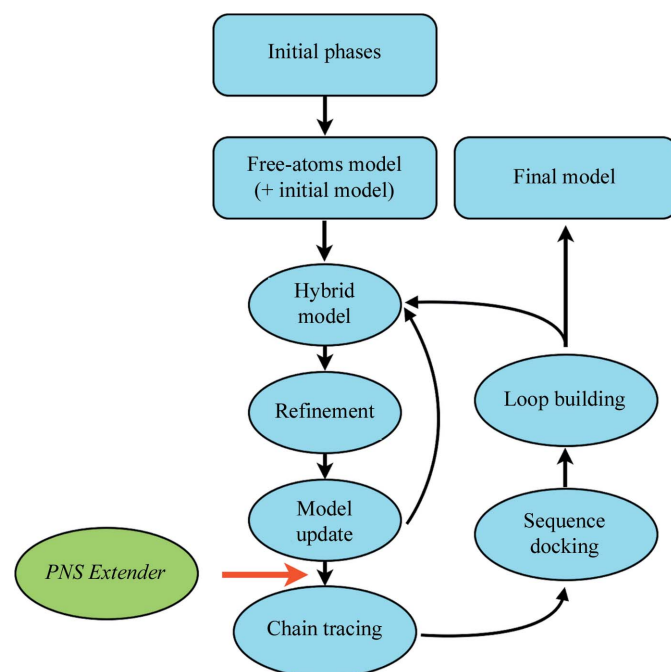 Initial phases
Free-atoms model
(+ initial model)
Final model
Hybrid
model
Refinement
Loop building
Model
update
Sequence
docking
PNS Extender
Chain tracing